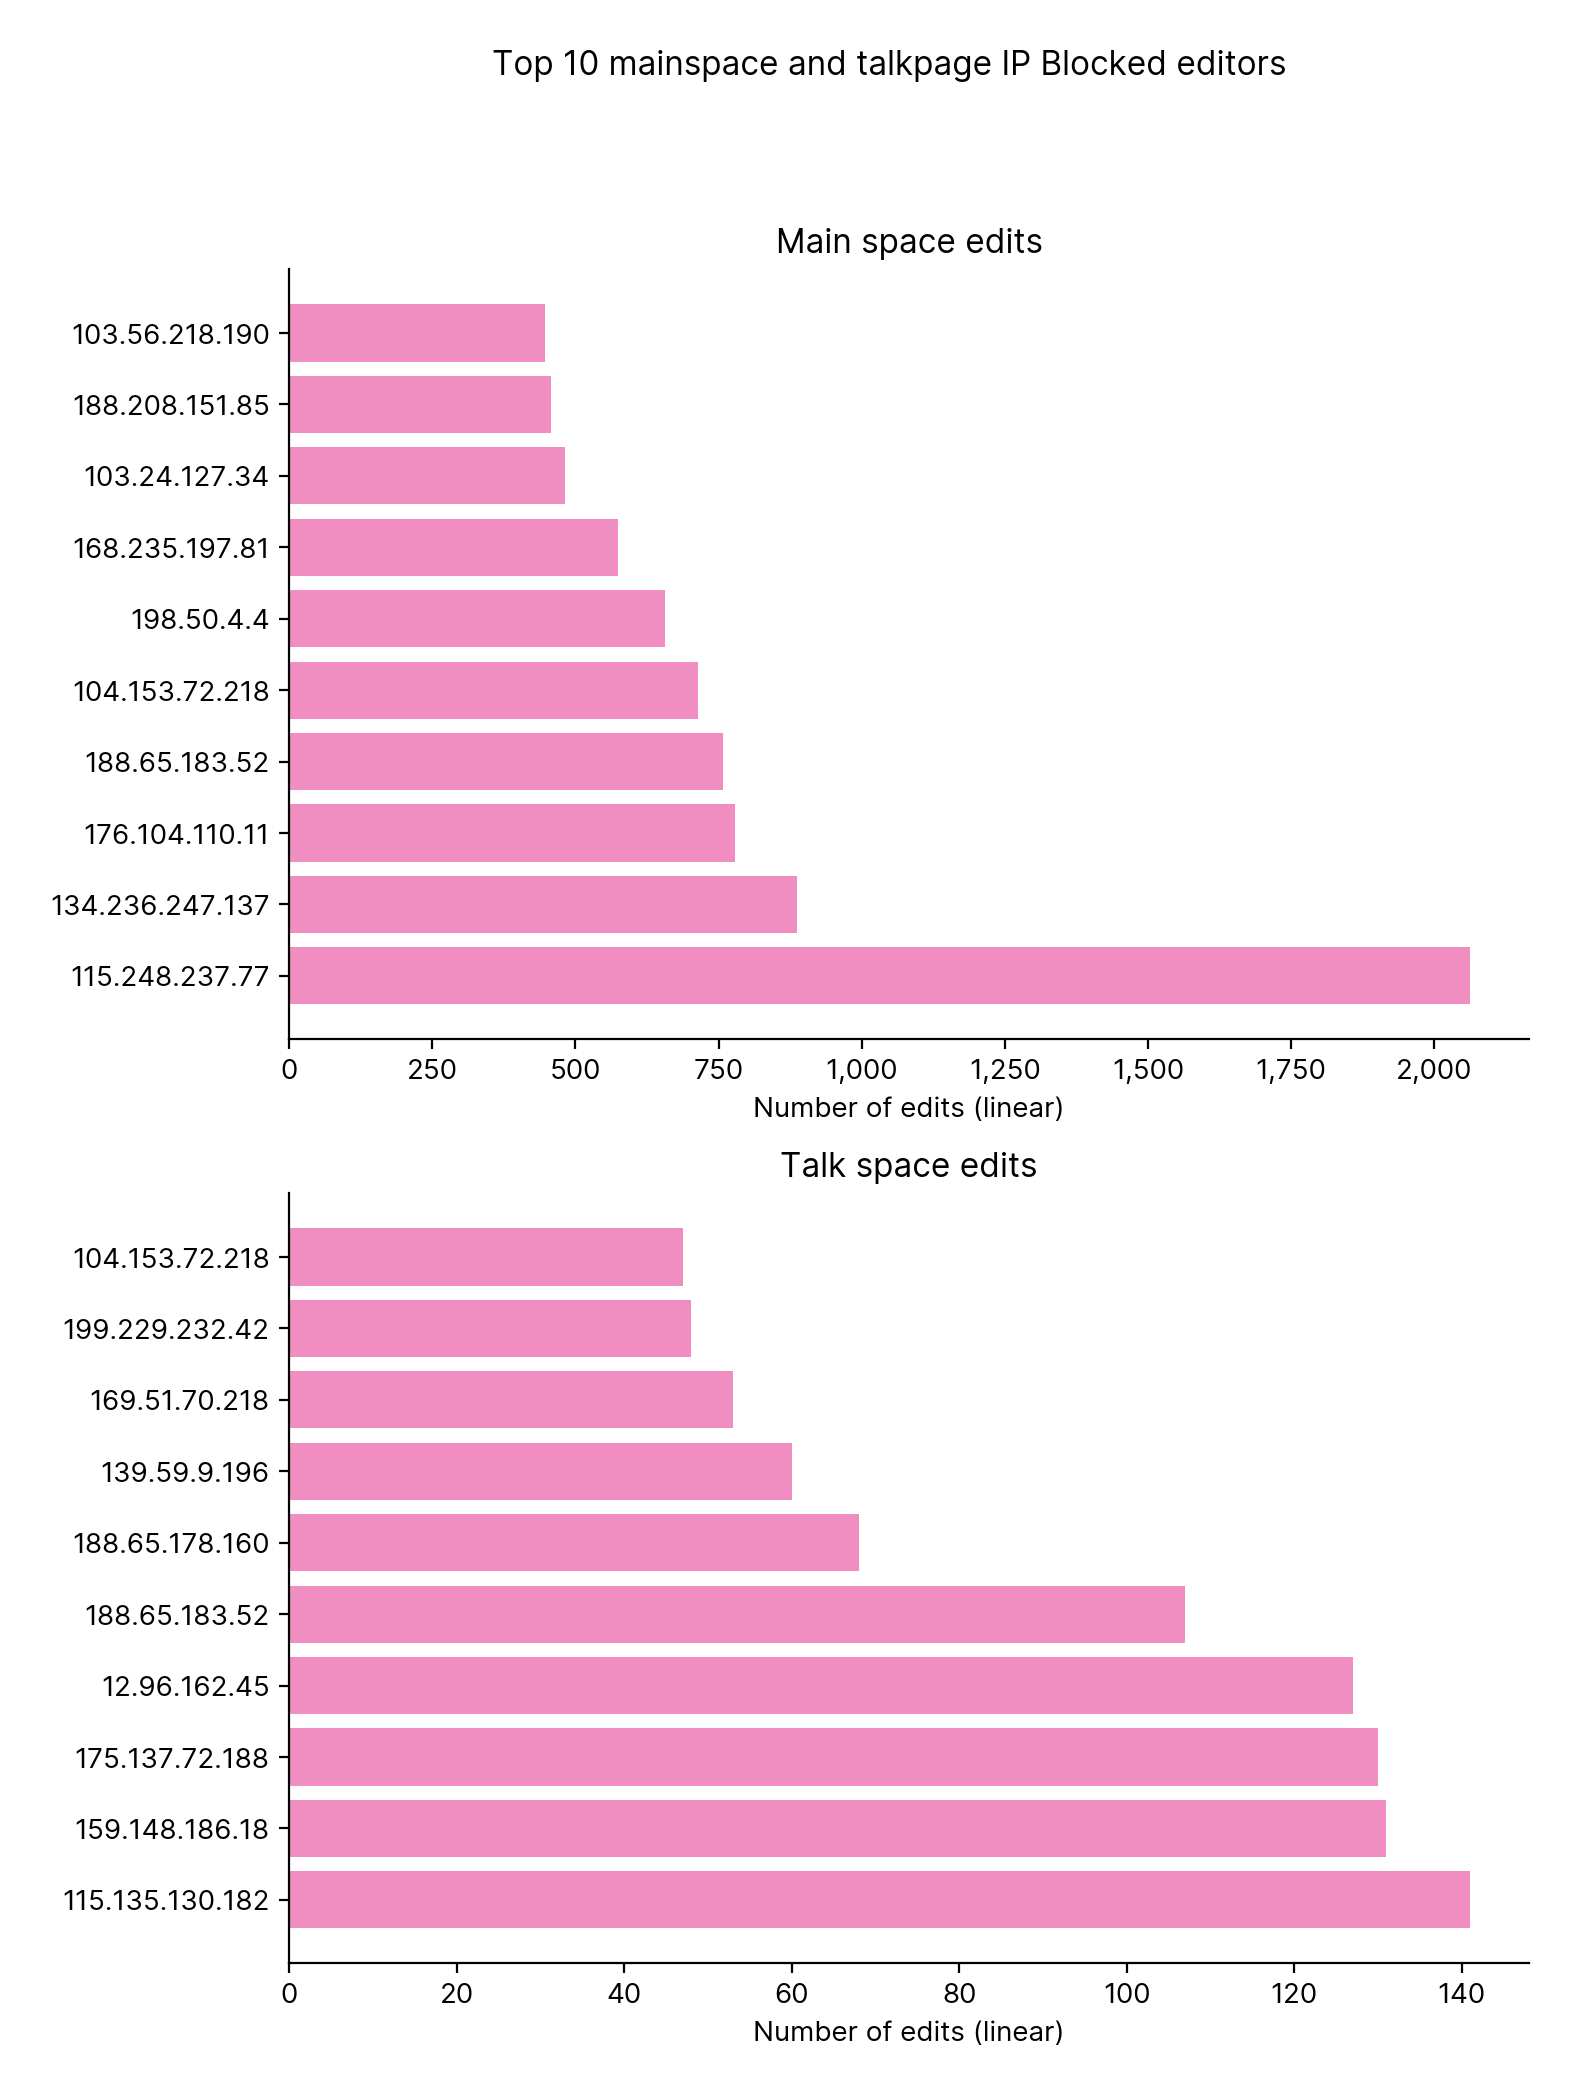 Top 10 mainspace and talkpage IP Blocked editors
Main space edits
103.56.218.190
188.208.151.85
103.24.127.34
168.235.197.81
198.50.4.4
104.153.72.218
188.65.183.52
176.104.110.11
134.236.247.137
115.248.237.77
0 250 500 750 1,000 1,250 1,500 1,750 2,000
Number of edits (linear)
Talk space edits
104.153.72.218
199.229.232.42
169.51.70.218
139.59.9.196
188.65.178.160
188.65.183.52
12.96.162.45
175.137.72.188
159.148.186.18
115.135.130.182
0 20 40 60 80 100 120 140
Number of edits (linear)